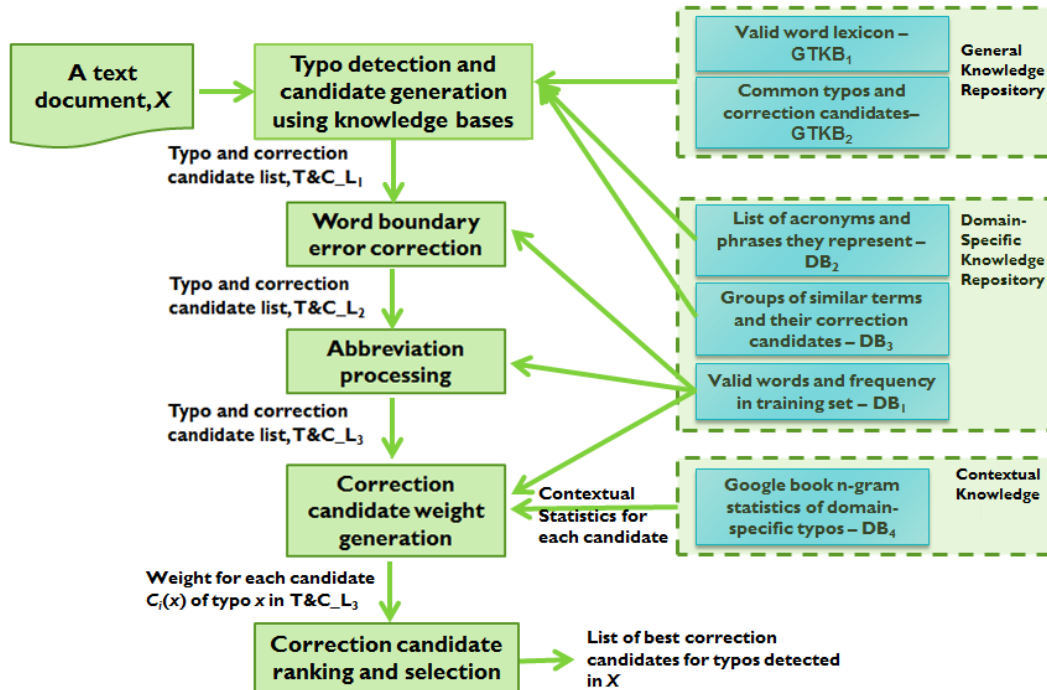 A text
document, X
Typo detection and
candidate generation
using knowledge bases
Valid word lexicon –
GTKB₁
Common typos and
correction candidates–
GTKB₂
General
Knowledge
Repository
Typo and correction
candidate list, T&C_L₁
Word boundary
error correction
List of acronyms and
phrases they represent –
DB₂
Domain-
Specific
Knowledge
Repository
Typo and correction
candidate list, T&C_L₂
Groups of similar terms
and their correction
candidates – DB₃
Abbreviation
processing
Valid words and frequency
in training set – DB₁
Typo and correction
candidate list, T&C_L₃
Correction
candidate weight
generation
Contextual
Statistics for
each candidate
Google book n-gram
statistics of domain-
specific typos – DB₄
Contextual
Knowledge
Weight for each candidate
Cᵢ(x) of typo x in T&C_L₃
Correction candidate
ranking and selection
List of best correction
candidates for typos detected
in X